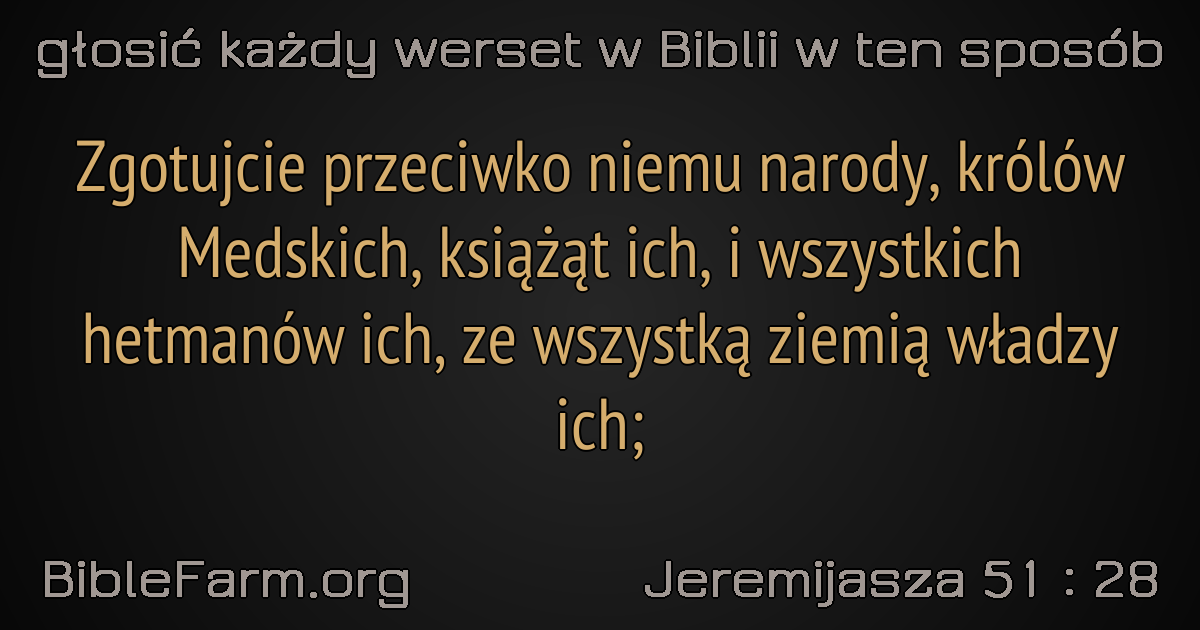 głosić każdy werset w Biblii w ten sposób
Zgotujcie przeciwko niemu narody, królów
Medskich, książąt ich, i wszystkich
hetmanów ich, ze wszystką ziemią władzy
ich;
BibleFarm.org
Jeremijasza 51 : 28